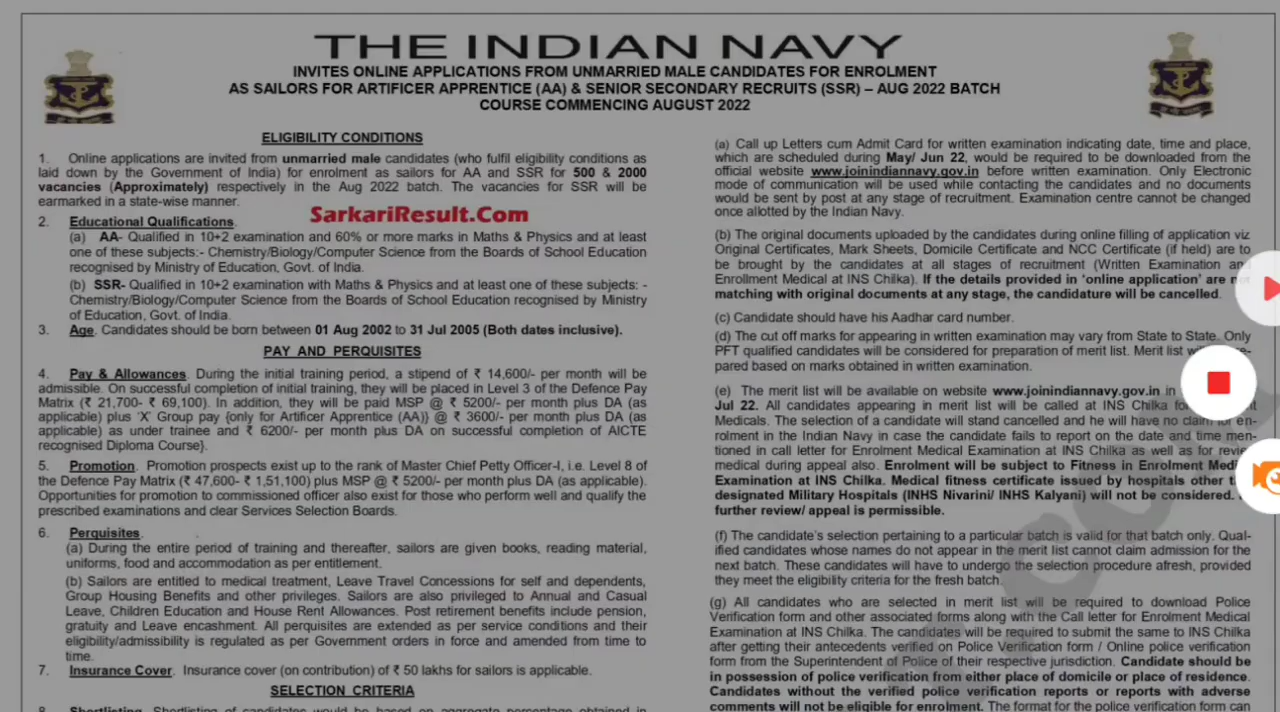 THE INDIAN NAVY
INVITES ONLINE APPLICATIONS FROM UNMARRIED MALE CANDIDATES FOR ENROLMENT
AS SAILORS FOR ARTIFICER APPRENTICE (AA) & SENIOR SECONDARY RECRUITS (SSR) – AUG 2022 BATCH
COURSE COMMENCING AUGUST 2022
ELIGIBILITY CONDITIONS
1. Online applications are invited from unmarried male candidates (who fulfil eligibility conditions as
laid down by the Government of India) for enrolment as sailors for AA and SSR for 500 & 2000
vacancies (Approximately) respectively in the Aug 2022 batch. The vacancies for SSR will be
earmarked in a state-wise manner.
SarkariResult.Com
2. Educational Qualifications.
(a) AA- Qualified in 10+2 examination and 60% or more marks in Maths & Physics and at least
one of these subjects:- Chemistry/Biology/Computer Science from the Boards of School Education
recognised by Ministry of Education, Govt. of India.
(b) SSR- Qualified in 10+2 examination with Maths & Physics and at least one of these subjects: -
Chemistry/Biology/Computer Science from the Boards of School Education recognised by Ministry
of Education, Govt. of India.
3. Age. Candidates should be born between 01 Aug 2002 to 31 Jul 2005 (Both dates inclusive).
PAY AND PERQUISITES
4. Pay & Allowances. During the initial training period, a stipend of ₹ 14,600/- per month will be
admissible. On successful completion of initial training, they will be placed in Level 3 of the Defence Pay
Matrix (₹ 21,700- ₹ 69,100). In addition, they will be paid MSP @ ₹ 5200/- per month plus DA (as
applicable) plus 'X' Group pay {only for Artificer Apprentice (AA)} @ ₹ 3600/- per month plus DA (as
applicable) as under trainee and ₹ 6200/- per month plus DA on successful completion of AICTE
recognised Diploma Course}.
5. Promotion. Promotion prospects exist up to the rank of Master Chief Petty Officer-I, i.e. Level 8 of
the Defence Pay Matrix (₹ 47,600- ₹ 1,51,100) plus MSP @ ₹ 5200/- per month plus DA (as applicable).
Opportunities for promotion to commissioned officer also exist for those who perform well and qualify the
prescribed examinations and clear Services Selection Boards.
6. Perquisites.
(a) During the entire period of training and thereafter, sailors are given books, reading material,
uniforms, food and accommodation as per entitlement.
(b) Sailors are entitled to medical treatment, Leave Travel Concessions for self and dependents,
Group Housing Benefits and other privileges. Sailors are also privileged to Annual and Casual
Leave, Children Education and House Rent Allowances. Post retirement benefits include pension,
gratuity and Leave encashment. All perquisites are extended as per service conditions and their
eligibility/admissibility is regulated as per Government orders in force and amended from time to
time.
7. Insurance Cover. Insurance cover (on contribution) of ₹ 50 lakhs for sailors is applicable.
SELECTION CRITERIA
8. Shortlisting. Shortlisting of candidates would be based on aggregate percentage obtained in
(a) Call up Letters cum Admit Card for written examination indicating date, time and place,
which are scheduled during May/ Jun 22, would be required to be downloaded from the
official website www.joinindiannavy.gov.in before written examination. Only Electronic
mode of communication will be used while contacting the candidates and no documents
would be sent by post at any stage of recruitment. Examination centre cannot be changed
once allotted by the Indian Navy.
(b) The original documents uploaded by the candidates during online filling of application viz
Original Certificates, Mark Sheets, Domicile Certificate and NCC Certificate (if held) are to
be brought by the candidates at all stages of recruitment (Written Examination and
Enrollment Medical at INS Chilka). If the details provided in 'online application' are not
matching with original documents at any stage, the candidature will be cancelled.
(c) Candidate should have his Aadhar card number.
(d) The cut off marks for appearing in written examination may vary from State to State. Only
PFT qualified candidates will be considered for preparation of merit list. Merit list pre-
pared based on marks obtained in written examination.
(e) The merit list will be available on website www.joinindiannavy.gov.in in
Jul 22. All candidates appearing in merit list will be called at INS Chilka for
Medicals. The selection of a candidate will stand cancelled and he will have no claim for en-
rolment in the Indian Navy in case the candidate fails to report on the date and time men-
tioned in call letter for Enrolment Medical Examination at INS Chilka as well as for review
medical during appeal also. Enrolment will be subject to Fitness in Enrolment Medi
Examination at INS Chilka. Medical fitness certificate issued by hospitals other
designated Military Hospitals (INHS Nivarini/ INHS Kalyani) will not be considered.
further review/ appeal is permissible.
(f) The candidate's selection pertaining to a particular batch is valid for that batch only. Qual-
ified candidates whose names do not appear in the merit list cannot claim admission for the
next batch. These candidates will have to undergo the selection procedure afresh, provided
they meet the eligibility criteria for the fresh batch.
(g) All candidates who are selected in merit list will be required to download Police
Verification form and other associated forms along with the Call letter for Enrolment Medical
Examination at INS Chilka. The candidates will be required to submit the same to INS Chilka
after getting their antecedents verified on Police Verification form / Online police verification
form from the Superintendent of Police of their respective jurisdiction. Candidate should be
in possession of police verification from either place of domicile or place of residence.
Candidates without the verified police verification reports or reports with adverse
comments will not be eligible for enrolment. The format for the police verification form can